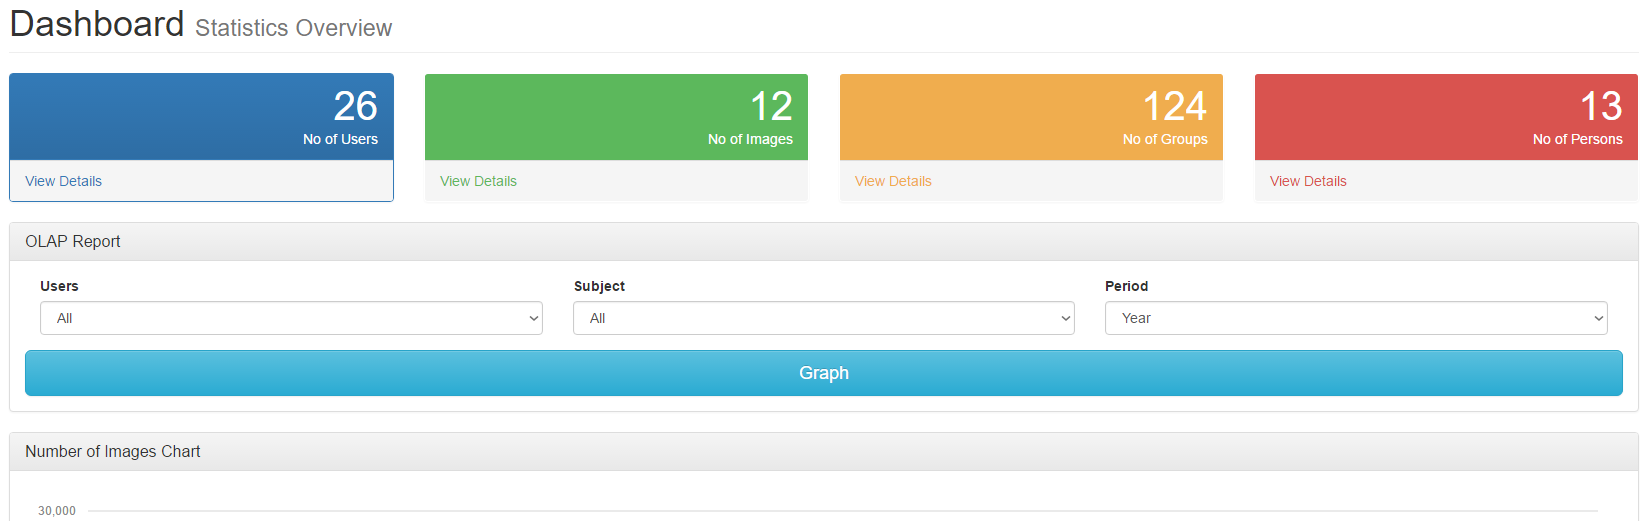 Dashboard Statistics Overview
26
No of Users
View Details
12
No of Images
View Details
124
No of Groups
View Details
13
No of Persons
View Details
OLAP Report
Users
All
Subject
All
Period
Year
Graph
Number of Images Chart
30,000